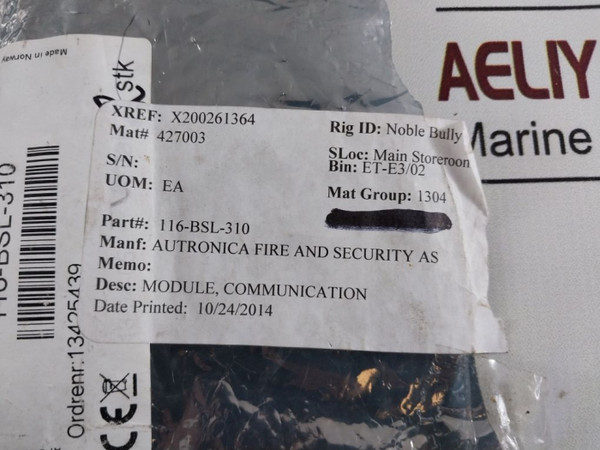 Made in Norway
stk
116-BSL-310
Ordrenr:13425439
CE
XREF: X200261364
Mat# 427003
Rig ID: Noble Bully
S/N:
SLoc: Main Storeroon
Bin: ET-E3/02
UOM: EA
Mat Group: 1304
Part#: 116-BSL-310
Manf: AUTRONICA FIRE AND SECURITY AS
Memo:
Desc: MODULE, COMMUNICATION
Date Printed: 10/24/2014
AELIY
Marine